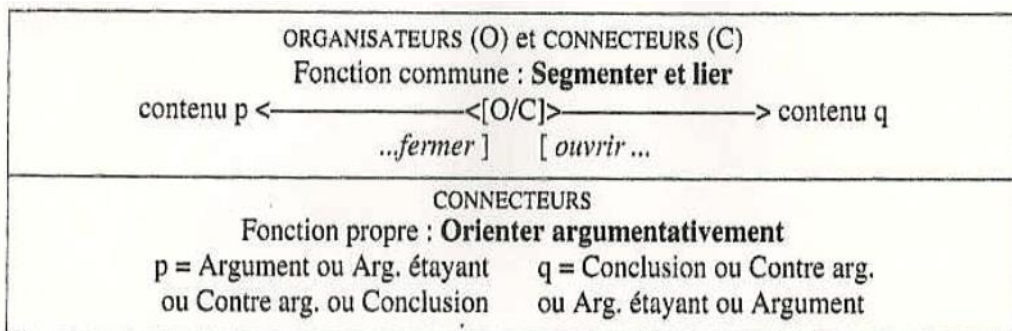 ORGANISATEURS (O) et CONNECTEURS (C)
Fonction commune : Segmenter et lier
contenu p <————————<[O/C]>————————> contenu q
...fermer ] [ ouvrir ...
CONNECTEURS
Fonction propre : Orienter argumentativement
p = Argument ou Arg. étayant q = Conclusion ou Contre arg.
ou Contre arg. ou Conclusion ou Arg. étayant ou Argument